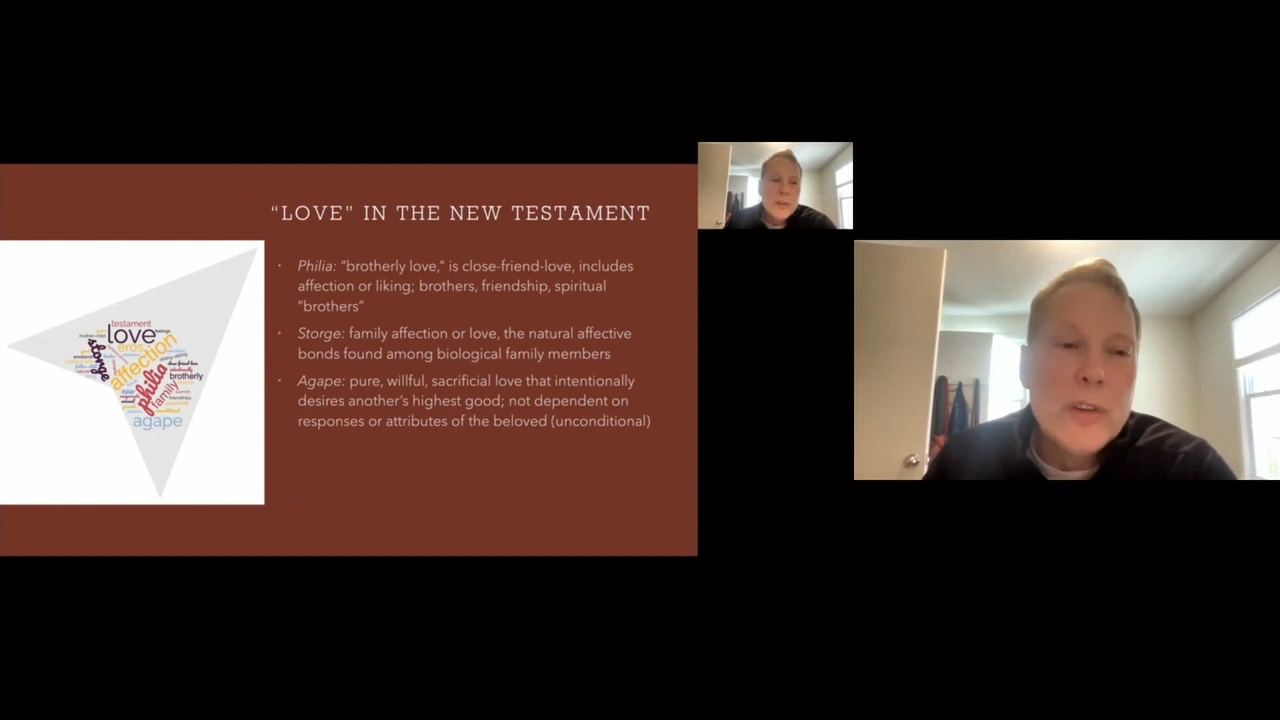 “LOVE” IN THE NEW TESTAMENT
· Philia: “brotherly love,” is close-friend-love, includes
affection or liking; brothers, friendship, spiritual
“brothers”
· Storge: family affection or love, the natural affective
bonds found among biological family members
· Agape: pure, willful, sacrificial love that intentionally
desires another’s highest good; not dependent on
responses or attributes of the beloved (unconditional)
testament
love
eros
storge
affection
philia
family
brotherly
agape